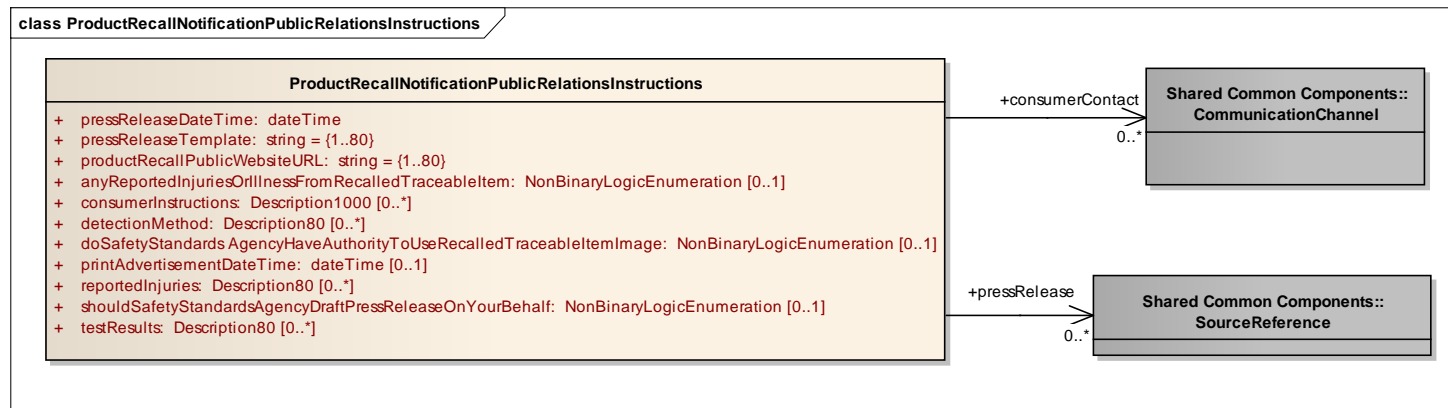 class ProductRecallNotificationPublicRelationsInstructions
ProductRecallNotificationPublicRelationsInstructions
+ pressReleaseDateTime: dateTime
+ pressReleaseTemplate: string = {1..80}
+ productRecallPublicWebsiteURL: string = {1..80}
+ anyReportedInjuriesOrIllnessFromRecalledTraceableItem: NonBinaryLogicEnumeration [0..1]
+ consumerInstructions: Description1000 [0..*]
+ detectionMethod: Description80 [0..*]
+ doSafetyStandards AgencyHaveAuthorityToUseRecalledTraceableItemImage: NonBinaryLogicEnumeration [0..1]
+ printAdvertisementDateTime: dateTime [0..1]
+ reportedInjuries: Description80 [0..*]
+ shouldSafetyStandardsAgencyDraftPressReleaseOnYourBehalf: NonBinaryLogicEnumeration [0..1]
+ testResults: Description80 [0..*]
+consumerContact
0..*
Shared Common Components::
CommunicationChannel
+pressRelease
0..*
Shared Common Components::
SourceReference